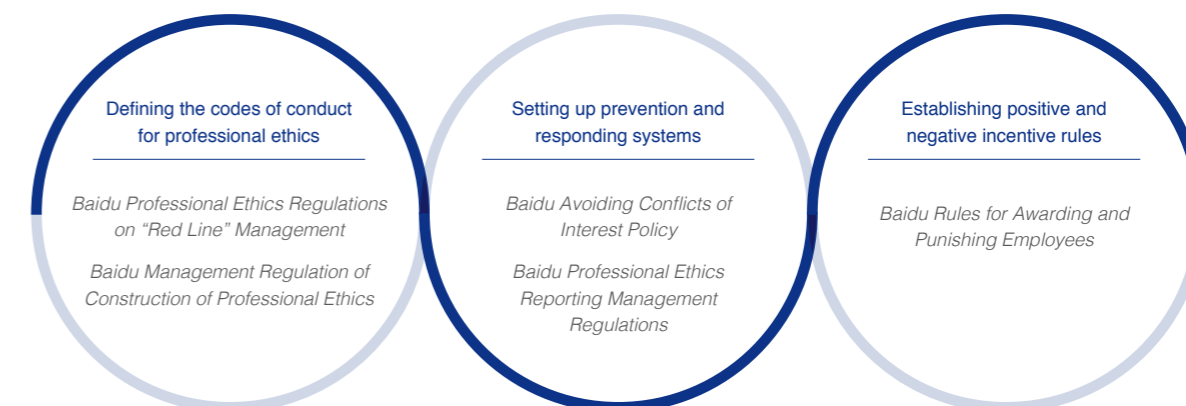 Defining the codes of conduct
for professional ethics
Baidu Professional Ethics Regulations
on “Red Line” Management
Baidu Management Regulation of
Construction of Professional Ethics
Setting up prevention and
responding systems
Baidu Avoiding Conflicts of
Interest Policy
Baidu Professional Ethics
Reporting Management
Regulations
Establishing positive and
negative incentive rules
Baidu Rules for Awarding and
Punishing Employees